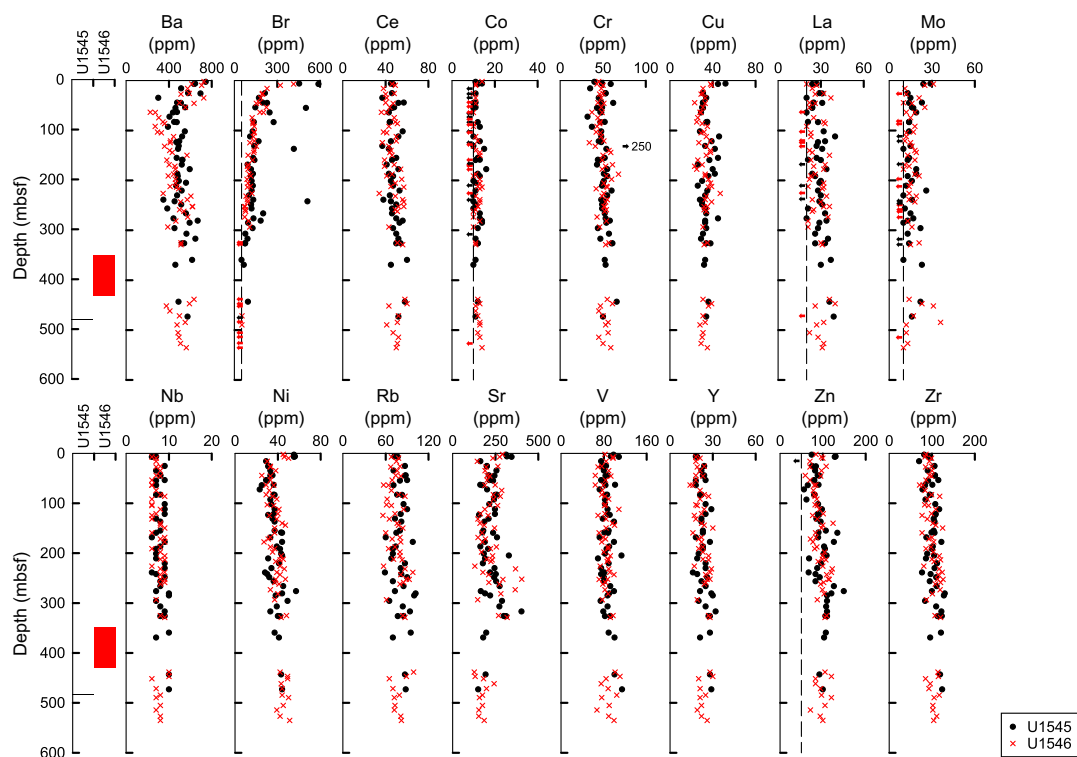 Ba Br Ce Co Cr Cu La Mo
(ppm) (ppm) (ppm) (ppm) (ppm) (ppm) (ppm) (ppm)
U1545 U1546
0 400 800 0 300 600 0 40 80 0 20 40 0 50 100 0 40 80 0 20 40 60 0 30 60
0
100
250
200
300
400
500
600
Depth (mbsf)
Nb Ni Rb Sr V Y Zn Zr
(ppm) (ppm) (ppm) (ppm) (ppm) (ppm) (ppm) (ppm)
U1545 U1546
0 10 20 0 40 80 0 60 120 0 250 500 0 80 160 0 30 60 0 100 200 0 100 200
0
100
200
300
400
500
600
Depth (mbsf)
U1545
U1546